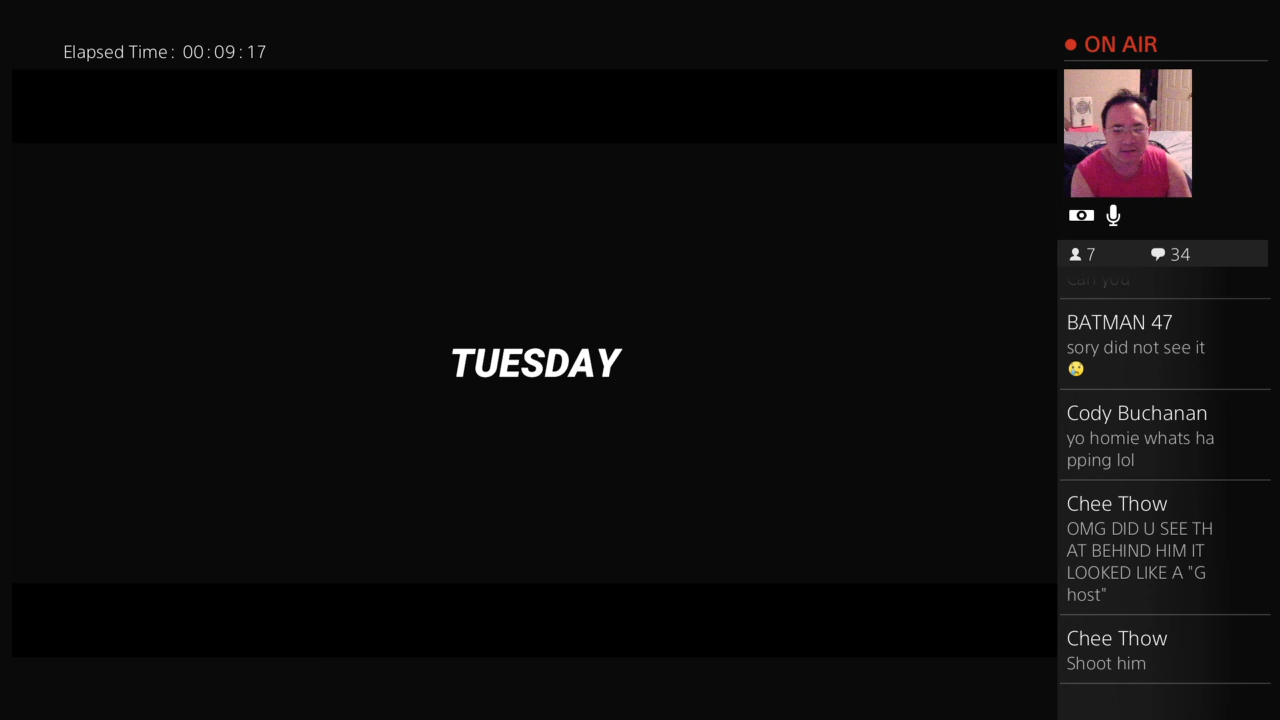 Elapsed Time: 00:09:17
ON AIR
7 34
Can you
BATMAN 47
sory did not see it
Cody Buchanan
yo homie whats ha
pping lol
Chee Thow
OMG DID U SEE TH
AT BEHIND HIM IT
LOOKED LIKE A "G
host"
Chee Thow
Shoot him
TUESDAY